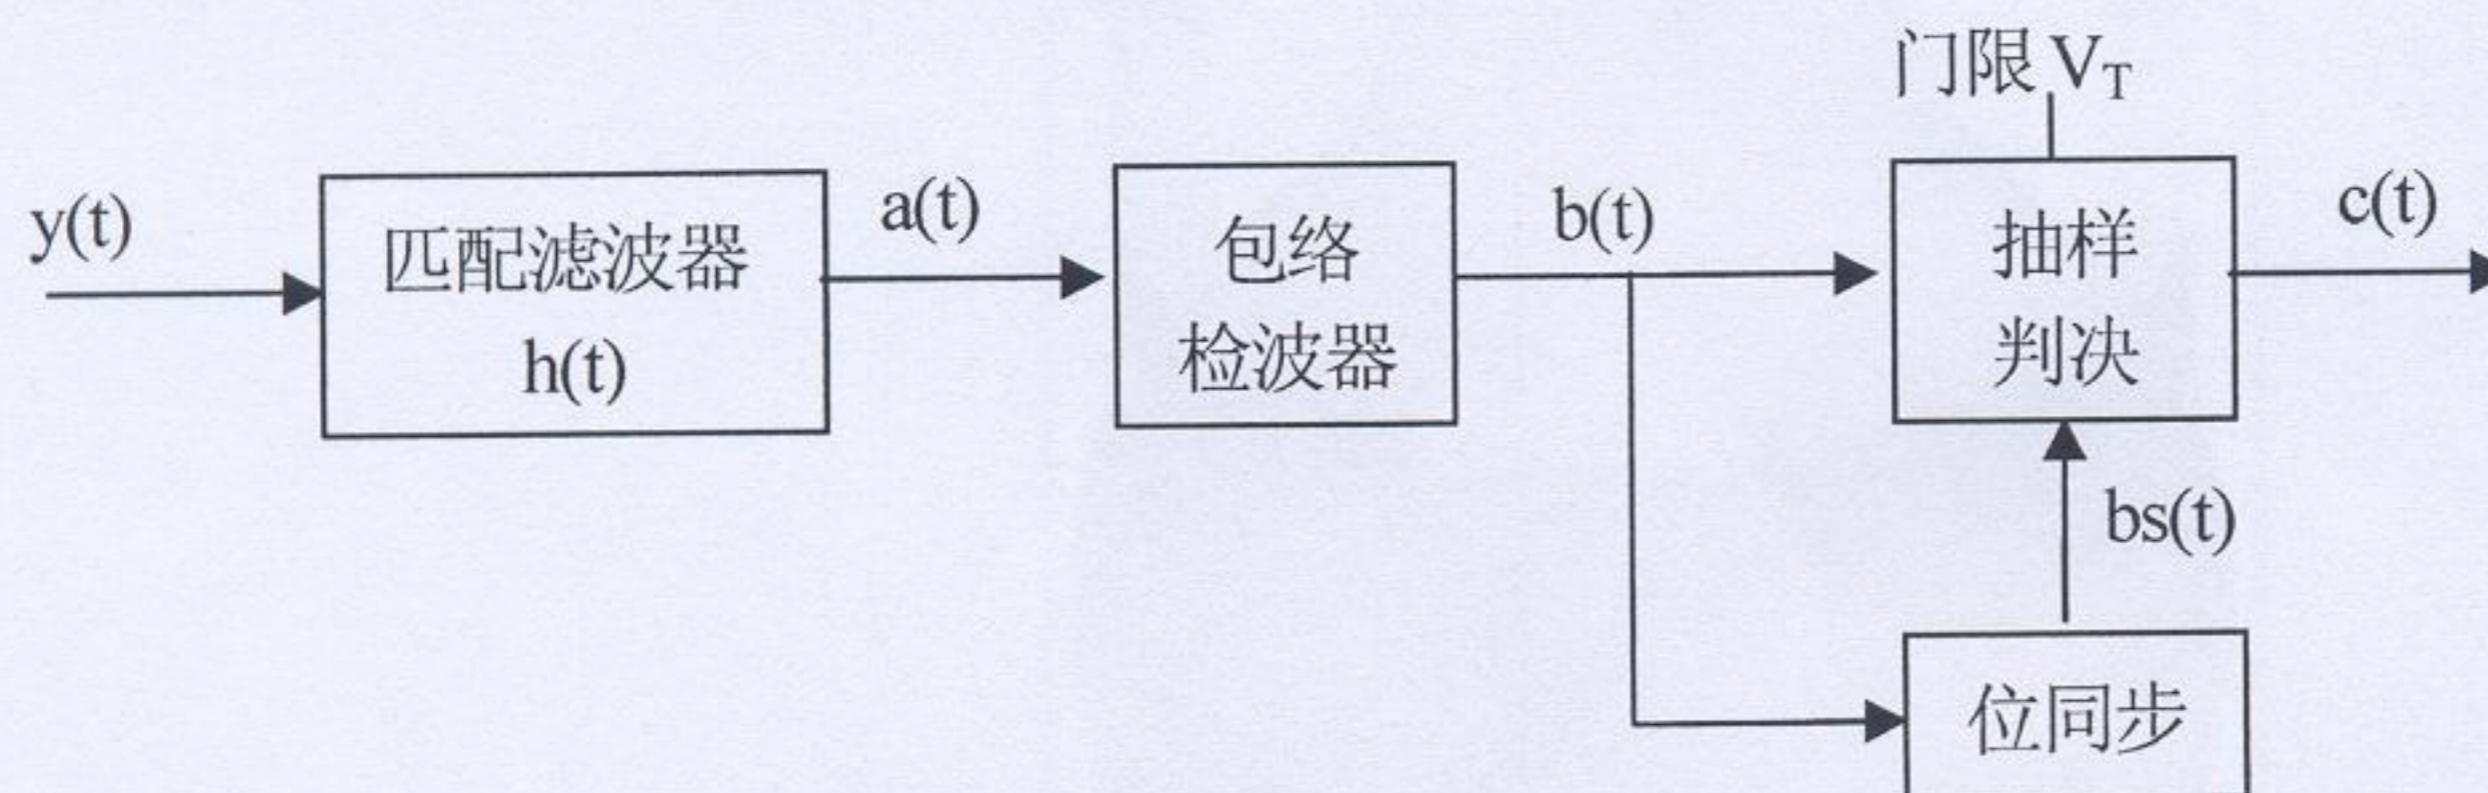 门限 V_T
y(t)
匹配滤波器
h(t)
a(t)
包络
检波器
b(t)
抽样
判决
c(t)
bs(t)
位同步